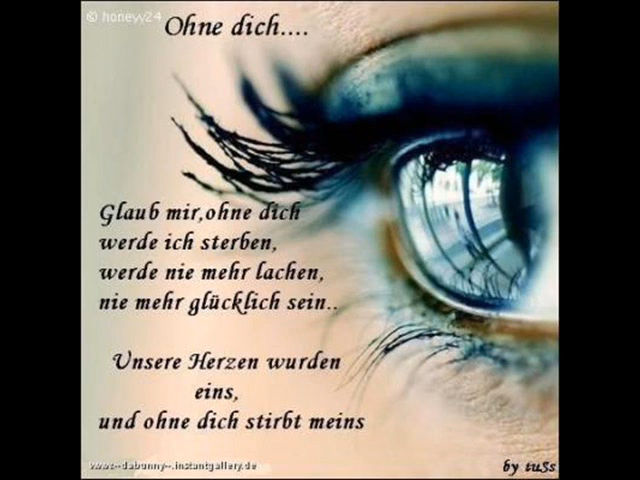 © honeyy24
Ohne dich....
Glaub mir,ohne dich
werde ich sterben,
werde nie mehr lachen,
nie mehr glücklich sein..
Unsere Herzen wurden
eins,
und ohne dich stirbt meins
by tu5s